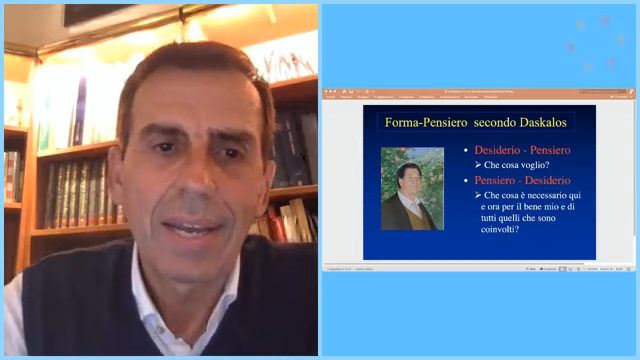 Forma-Pensiero secondo Daskalos
• Desiderio - Pensiero
➢ Che cosa voglio?
• Pensiero - Desiderio
➢ Che cosa è necessario qui
e ora per il bene mio e di
tutti quelli che sono
coinvolti?